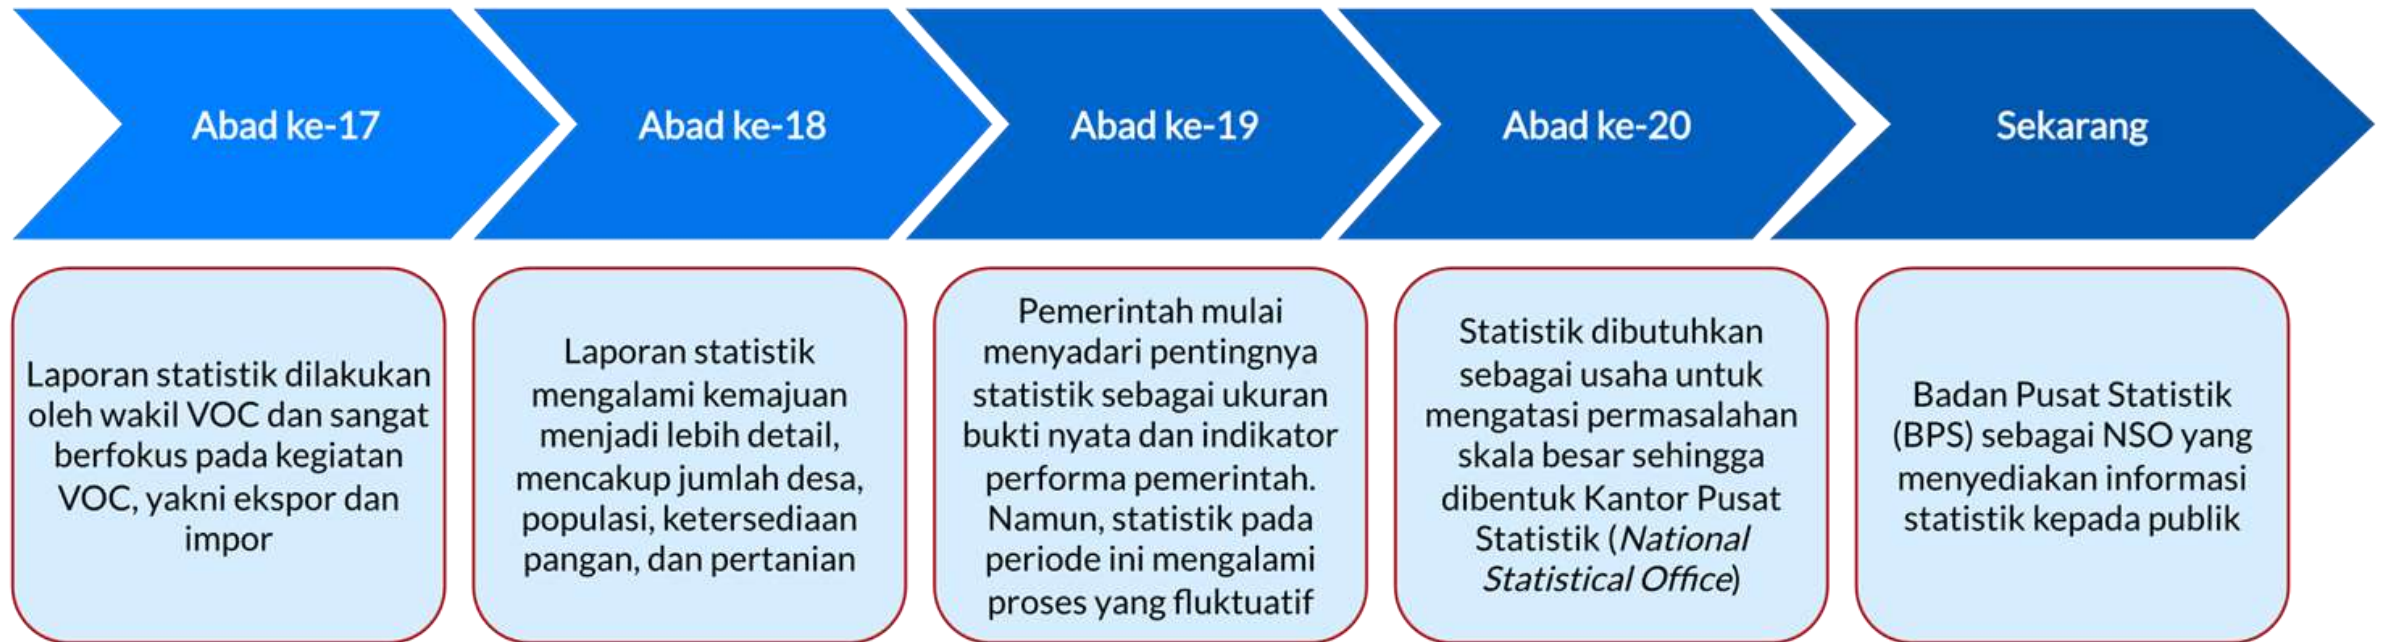 Abad ke-17
Abad ke-18
Abad ke-19
Abad ke-20
Sekarang
Laporan statistik dilakukan
oleh wakil VOC dan sangat
berfokus pada kegiatan
VOC, yakni ekspor dan
impor
Laporan statistik
mengalami kemajuan
menjadi lebih detail,
mencakup jumlah desa,
populasi, ketersediaan
pangan, dan pertanian
Pemerintah mulai
menyadari pentingnya
statistik sebagai ukuran
bukti nyata dan indikator
performa pemerintah.
Namun, statistik pada
periode ini mengalami
proses yang fluktuatif
Statistik dibutuhkan
sebagai usaha untuk
mengatasi permasalahan
skala besar sehingga
dibentuk Kantor Pusat
Statistik (National
Statistical Office)
Badan Pusat Statistik
(BPS) sebagai NSO yang
menyediakan informasi
statistik kepada publik